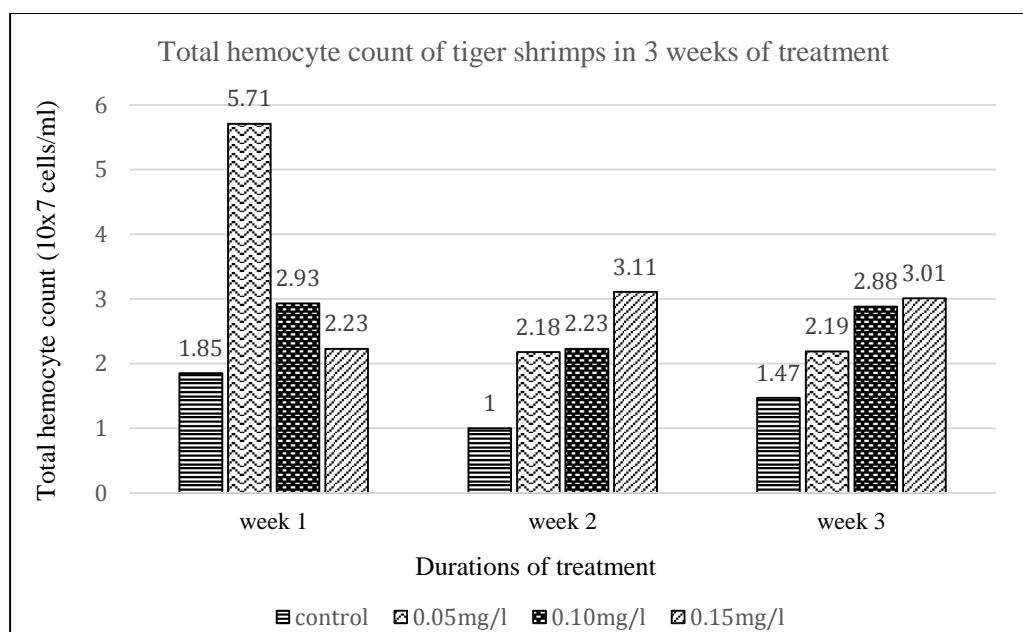 Total hemocyte count of tiger shrimps in 3 weeks of treatment
Total hemocyte count (10x7 cells/ml)
6
5
4
3
2
1
0
1.85
5.71
2.93
2.23
1
2.18
2.23
3.11
1.47
2.19
2.88
3.01
week 1
week 2
week 3
Durations of treatment
control
0.05mg/l
0.10mg/l
0.15mg/l